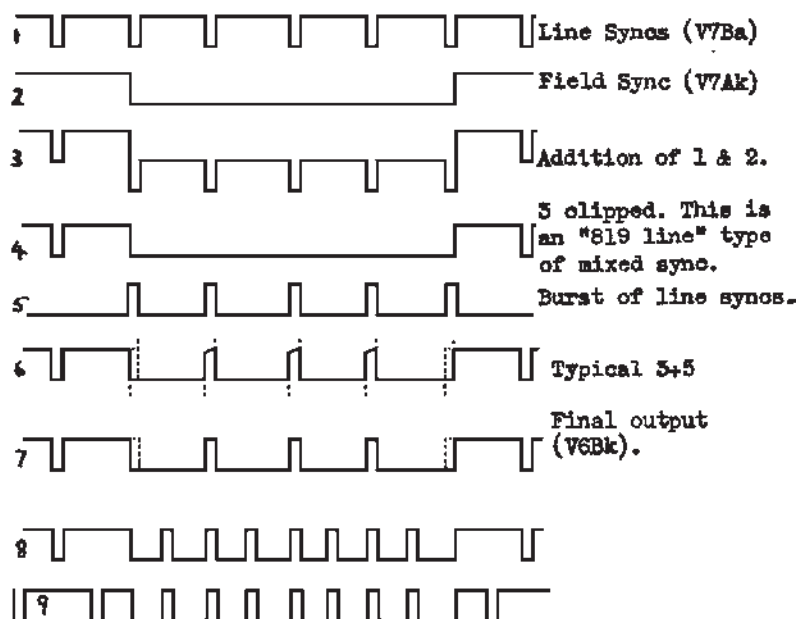 1 Line Syncs (V7Ba)
2 Field Sync (V7Ak)
3 Addition of 1 & 2.
3 clipped. This is
4 an "819 line" type
of mixed sync.
5 Burst of line syncs.
6 Typical 3+5
Final output
7 (V6Bk).
8
9